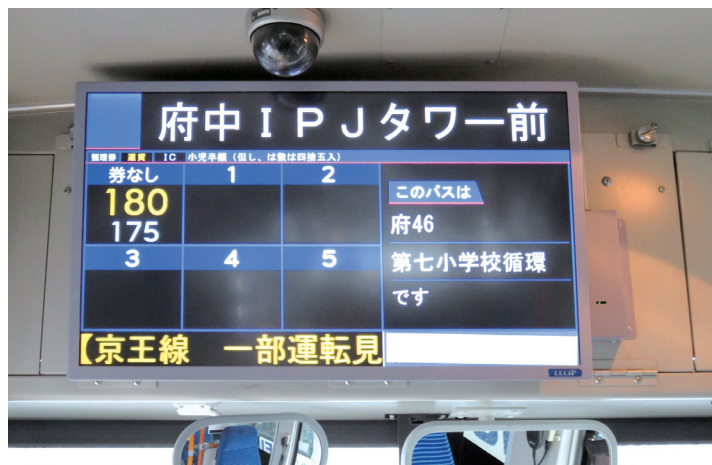 府中ＩＰＪタワー前
整理券 運賃 IC 小児半額（但し、は数は四捨五入）
券なし 1 2
180
175
3 4 5
このバスは
府46
第七小学校循環
です
【京王線　一部運転見
LECIP